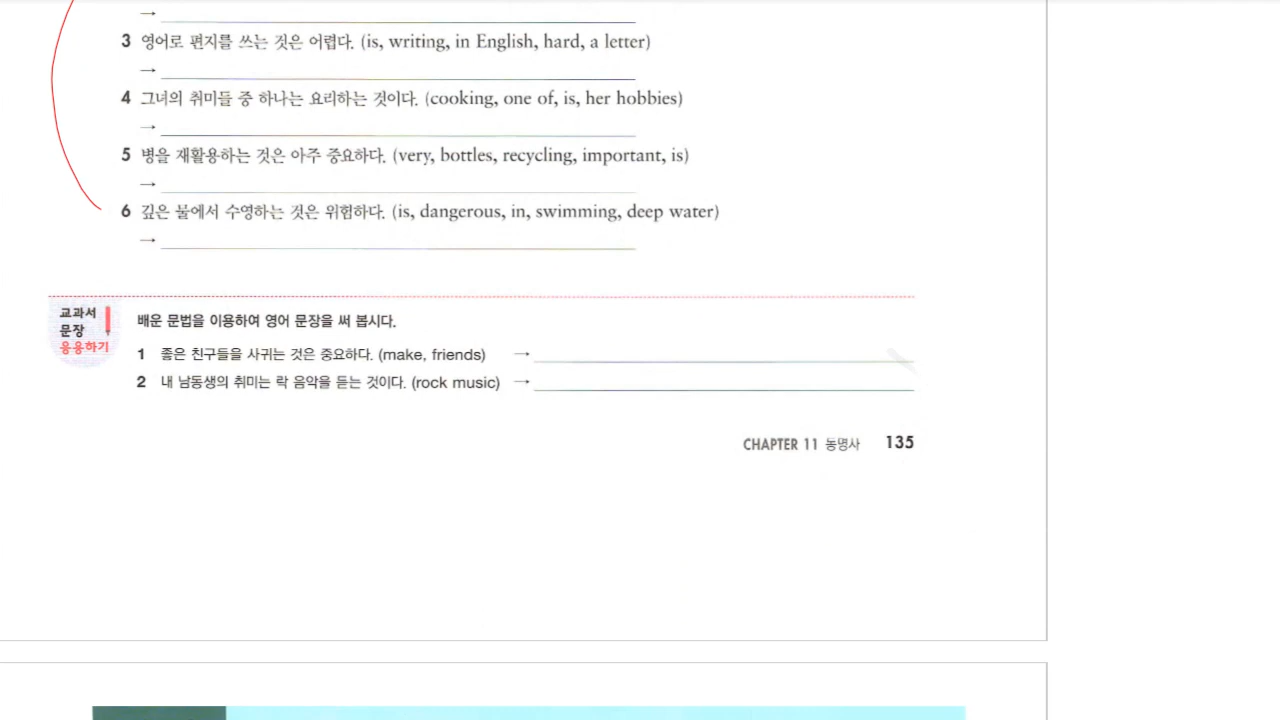 →
3 영어로 편지를 쓰는 것은 어렵다. (is, writing, in English, hard, a letter)
→
4 그녀의 취미들 중 하나는 요리하는 것이다. (cooking, one of, is, her hobbies)
→
5 병을 재활용하는 것은 아주 중요하다. (very, bottles, recycling, important, is)
→
6 깊은 물에서 수영하는 것은 위험하다. (is, dangerous, in, swimming, deep water)
→
교과서
문장
응용하기
배운 문법을 이용하여 영어 문장을 써 봅시다.
1 좋은 친구들을 사귀는 것은 중요하다. (make, friends) →
2 내 남동생의 취미는 락 음악을 듣는 것이다. (rock music) →
CHAPTER 11 동명사 135